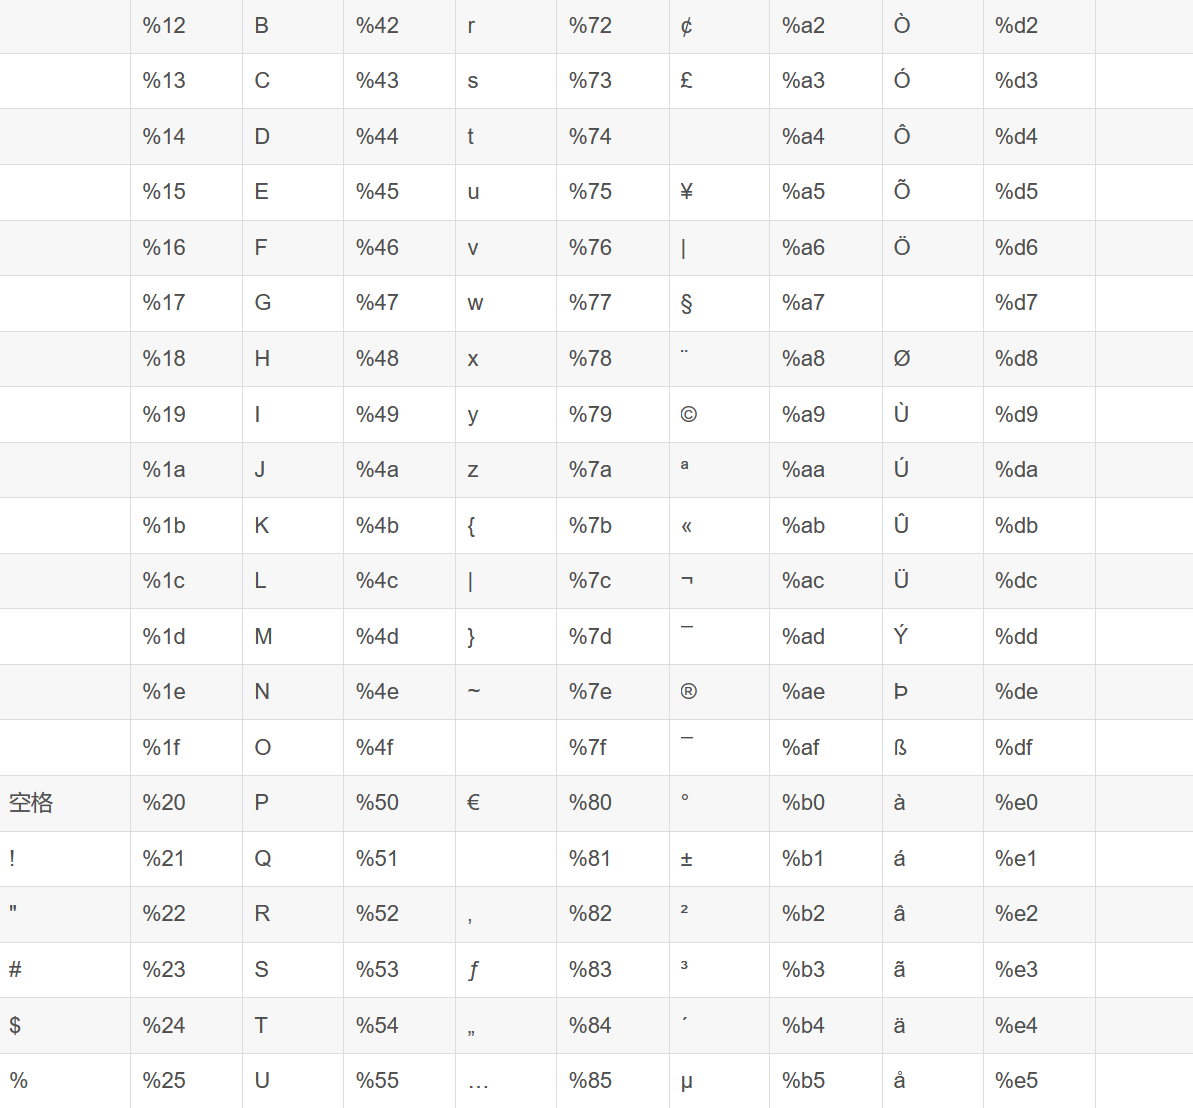 %12 B %42 r %72 ¢ %a2 Ò %d2
%13 C %43 s %73 £ %a3 Ó %d3
%14 D %44 t %74 %a4 Ô %d4
%15 E %45 u %75 ¥ %a5 Õ %d5
%16 F %46 v %76 | %a6 Ö %d6
%17 G %47 w %77 § %a7 %d7
%18 H %48 x %78 ¨ %a8 Ø %d8
%19 I %49 y %79 © %a9 Ù %d9
%1a J %4a z %7a ª %aa Ú %da
%1b K %4b { %7b « %ab Û %db
%1c L %4c | %7c ¬ %ac Ü %dc
%1d M %4d } %7d ¯ %ad Ý %dd
%1e N %4e ~ %7e ® %ae Þ %de
%1f O %4f %7f ¯ %af ß %df
空格 %20 P %50 € %80 ° %b0 à %e0
! %21 Q %51 %81 ± %b1 á %e1
" %22 R %52 ‚ %82 ² %b2 â %e2
# %23 S %53 ƒ %83 ³ %b3 ã %e3
$ %24 T %54 „ %84 ´ %b4 ä %e4
% %25 U %55 … %85 µ %b5 å %e5